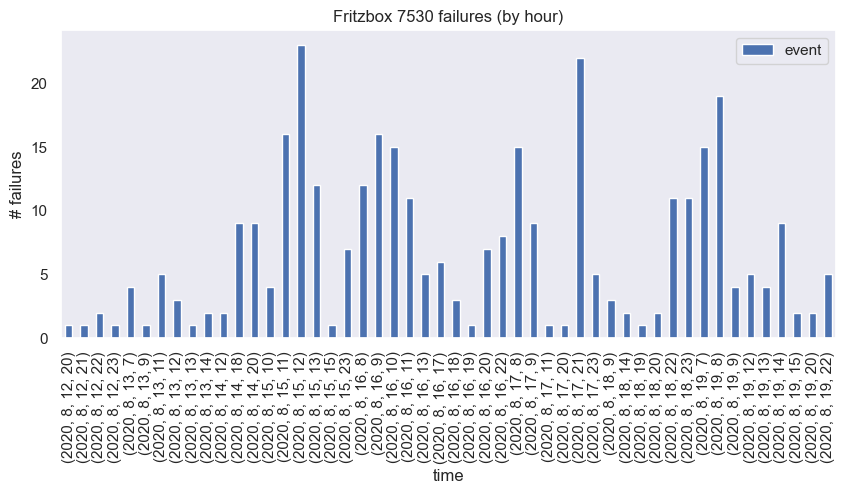 Fritzbox 7530 failures (by hour)
event
# failures
20
15
10
5
0
(2020, 8, 12, 20)
(2020, 8, 12, 21)
(2020, 8, 12, 22)
(2020, 8, 12, 23)
(2020, 8, 13, 7)
(2020, 8, 13, 9)
(2020, 8, 13, 11)
(2020, 8, 13, 12)
(2020, 8, 13, 13)
(2020, 8, 13, 14)
(2020, 8, 14, 12)
(2020, 8, 14, 18)
(2020, 8, 14, 20)
(2020, 8, 15, 10)
(2020, 8, 15, 11)
(2020, 8, 15, 12)
(2020, 8, 15, 13)
(2020, 8, 15, 15)
(2020, 8, 15, 23)
(2020, 8, 16, 8)
(2020, 8, 16, 9)
(2020, 8, 16, 10)
(2020, 8, 16, 11)
(2020, 8, 16, 13)
(2020, 8, 16, 17)
(2020, 8, 16, 18)
(2020, 8, 16, 19)
(2020, 8, 16, 20)
(2020, 8, 16, 22)
(2020, 8, 17, 8)
(2020, 8, 17, 9)
(2020, 8, 17, 11)
(2020, 8, 17, 20)
(2020, 8, 17, 21)
(2020, 8, 17, 23)
(2020, 8, 18, 9)
(2020, 8, 18, 14)
(2020, 8, 18, 19)
(2020, 8, 18, 20)
(2020, 8, 18, 22)
(2020, 8, 18, 23)
(2020, 8, 19, 7)
(2020, 8, 19, 8)
(2020, 8, 19, 9)
(2020, 8, 19, 12)
(2020, 8, 19, 13)
(2020, 8, 19, 14)
(2020, 8, 19, 15)
(2020, 8, 19, 20)
(2020, 8, 19, 22)
time